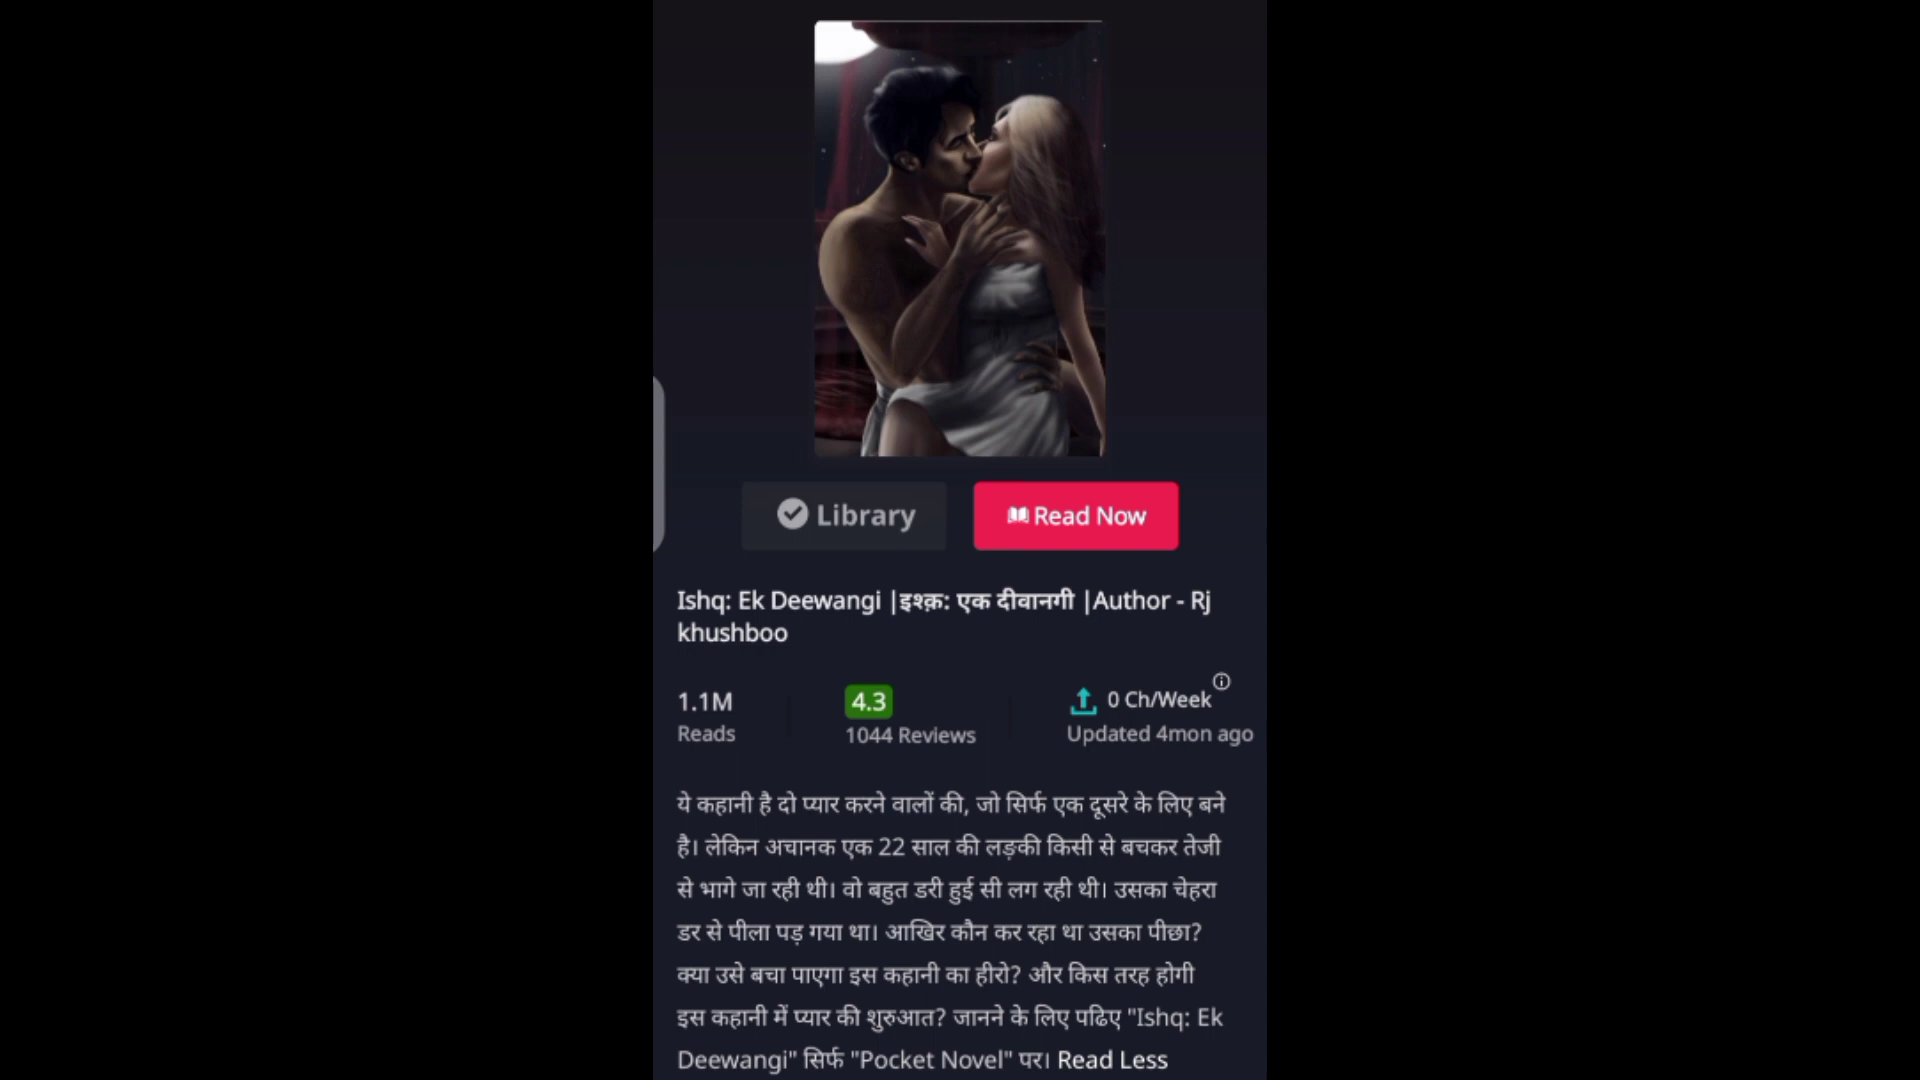 Library
Read Now
Ishq: Ek Deewangi |इश्क़: एक दीवानगी |Author - Rj
khushboo
1.1M
Reads
4.3
1044 Reviews
0 Ch/Week
Updated 4mon ago
ये कहानी है दो प्यार करने वालों की, जो सिर्फ एक दूसरे के लिए बने
है। लेकिन अचानक एक 22 साल की लड़की किसी से बचकर तेजी
से भागे जा रही थी। वो बहुत डरी हुई सी लग रही थी। उसका चेहरा
डर से पीला पड़ गया था। आखिर कौन कर रहा था उसका पीछा?
क्या उसे बचा पाएगा इस कहानी का हीरो? और किस तरह होगी
इस कहानी में प्यार की शुरुआत? जानने के लिए पढिए "Ishq: Ek
Deewangi" सिर्फ "Pocket Novel" पर। Read Less